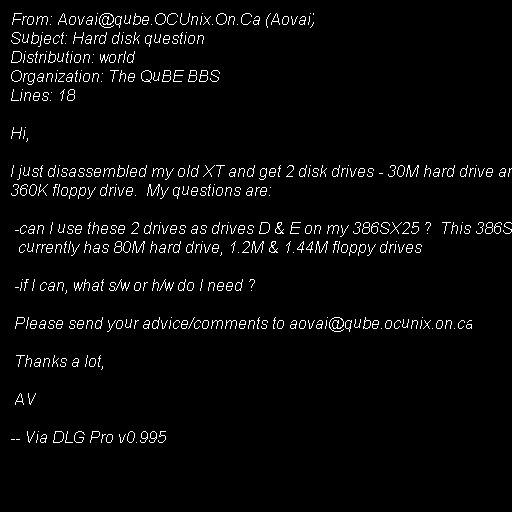 From: Aovai@qube.OCUnix.On.Ca (Aovai)
Subject: Hard disk question
Distribution: world
Organization: The QuBE BBS
Lines: 18
Hi,
I just disassembled my old XT and get 2 disk drives - 30M hard drive an
360K floppy drive.  My questions are:
-can I use these 2 drives as drives D & E on my 386SX25 ?  This 386S
currently has 80M hard drive, 1.2M & 1.44M floppy drives
-if I can, what s/w or h/w do I need ?
Please send your advice/comments to aovai@qube.ocunix.on.ca
Thanks a lot,
AV
-- Via DLG Pro v0.995